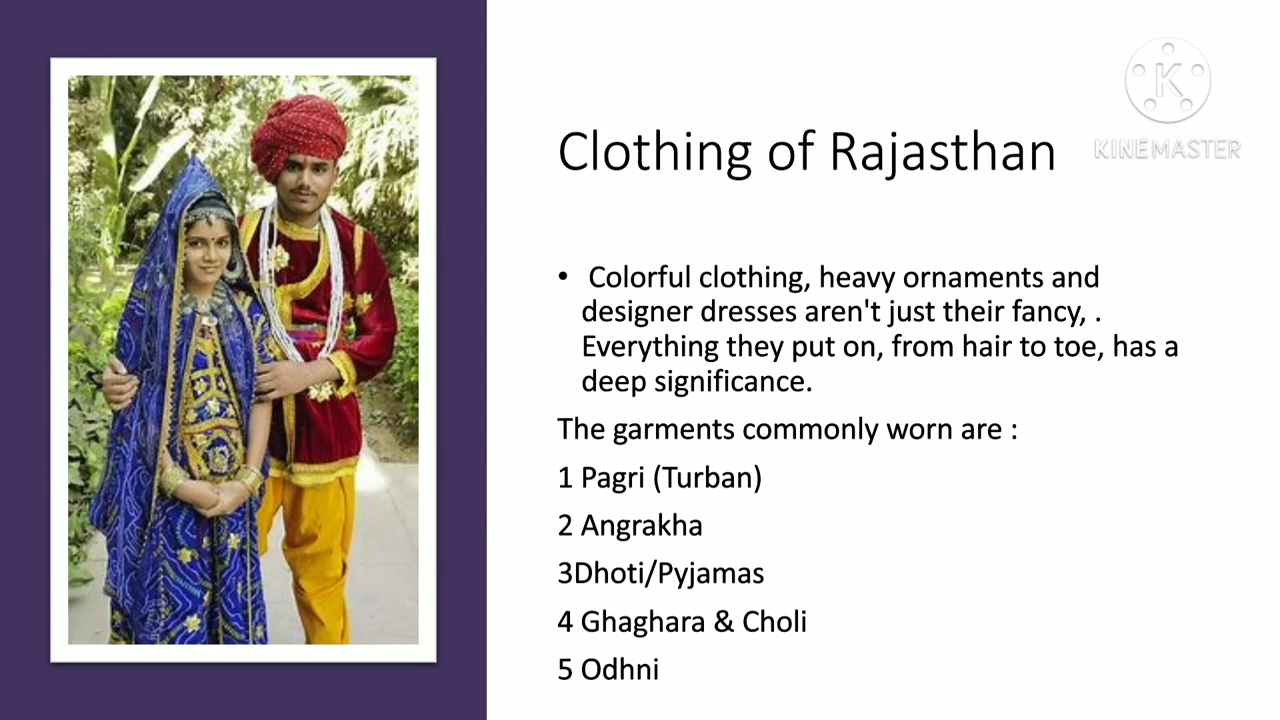 K
KINEMASTER
Clothing of Rajasthan
• Colorful clothing, heavy ornaments and
designer dresses aren't just their fancy, .
Everything they put on, from hair to toe, has a
deep significance.
The garments commonly worn are :
1 Pagri (Turban)
2 Angrakha
3Dhoti/Pyjamas
4 Ghaghara & Choli
5 Odhni